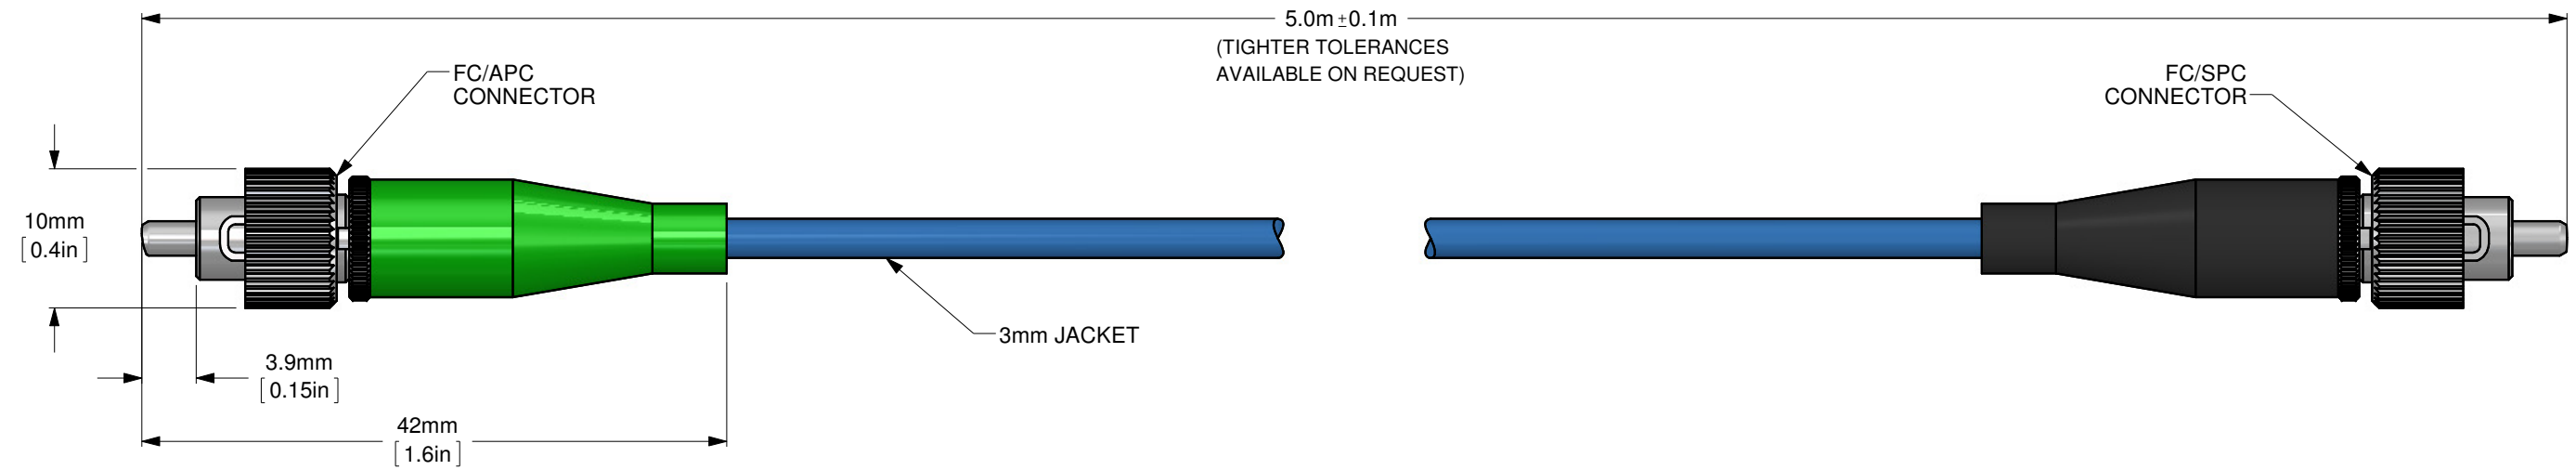 5.0m±0.1m
(TIGHTER TOLERANCES
AVAILABLE ON REQUEST)
FC/APC
CONNECTOR
FC/SPC
CONNECTOR
10mm
[0.4in]
3mm JACKET
3.9mm
[0.15in]
42mm
[1.6in]